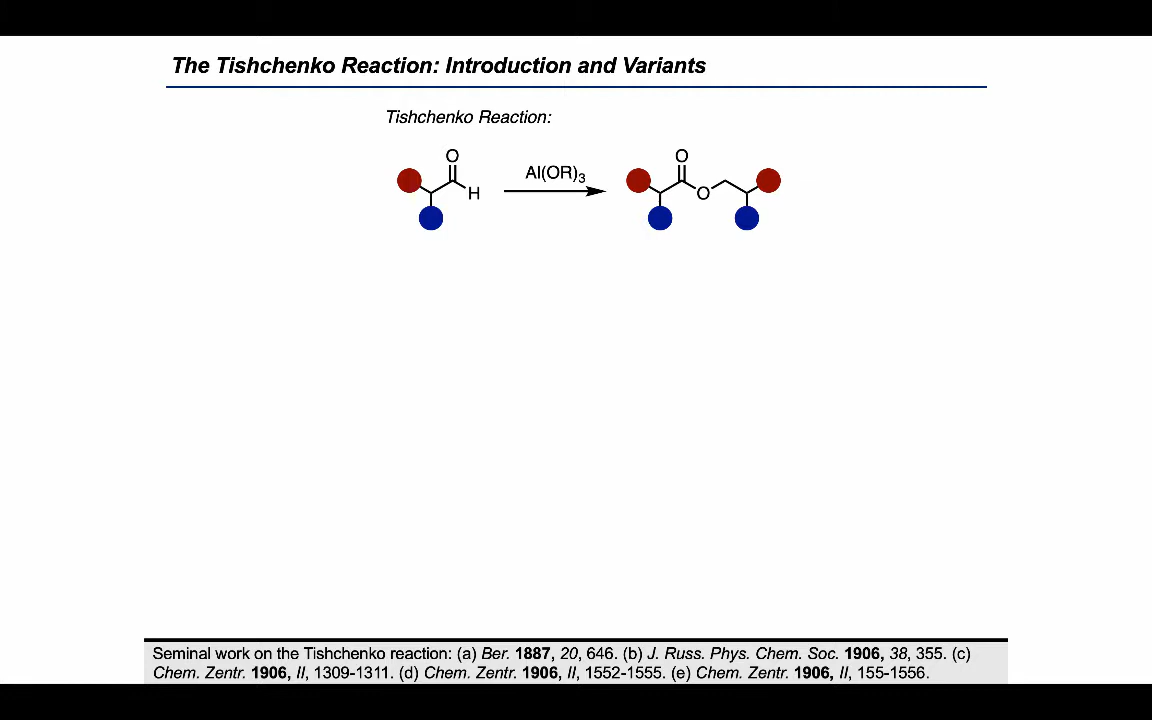 The Tishchenko Reaction: Introduction and Variants
Tishchenko Reaction:
O
H
Al(OR)3
O
O
Seminal work on the Tishchenko reaction: (a) Ber. 1887, 20, 646. (b) J. Russ. Phys. Chem. Soc. 1906, 38, 355. (c)
Chem. Zentr. 1906, II, 1309-1311. (d) Chem. Zentr. 1906, II, 1552-1555. (e) Chem. Zentr. 1906, II, 155-1556.